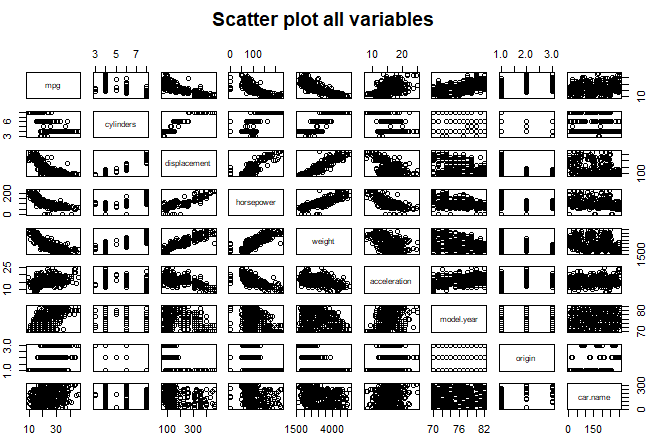 Scatter plot all variables
3 5 7 0 100 10 20 1.0 2.0 3.0
mpg 10
3 6 cylinders
displacement 100
0 200 horsepower
weight 1500
10 25 acceleration
model.year 70 80
1.0 3.0 origin
car.name 0 300
10 30 100 300 1500 4000 70 76 82 0 150